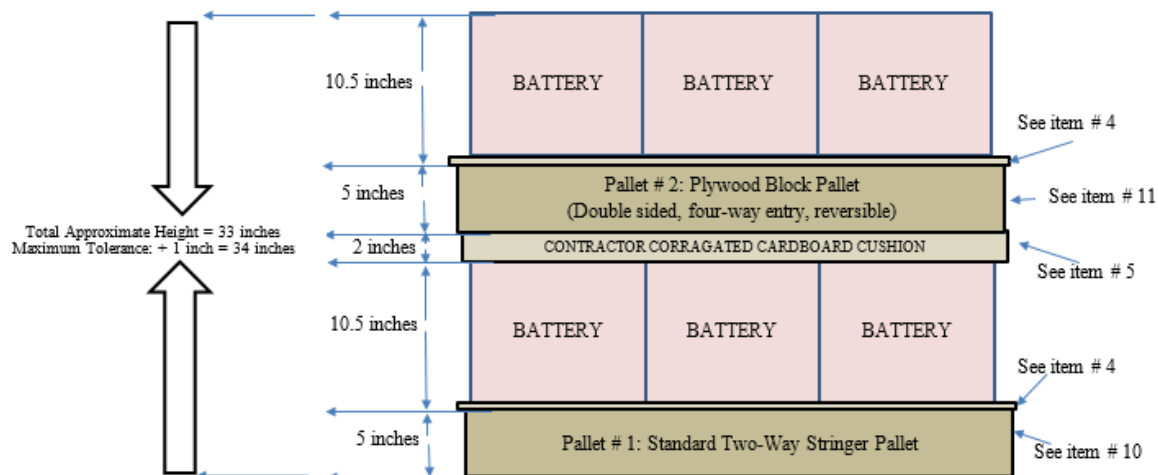 BATTERY BATTERY BATTERY
10.5 inches
See item # 4
Pallet # 2: Plywood Block Pallet
(Double sided, four-way entry, reversible)
5 inches
See item # 11
Total Approximate Height = 33 inches
Maximum Tolerance: + 1 inch = 34 inches
2 inches
CONTRACTOR CORRAGATED CARDBOARD CUSHION
See item # 5
10.5 inches
BATTERY BATTERY BATTERY
See item # 4
5 inches
Pallet # 1: Standard Two-Way Stringer Pallet
See item # 10